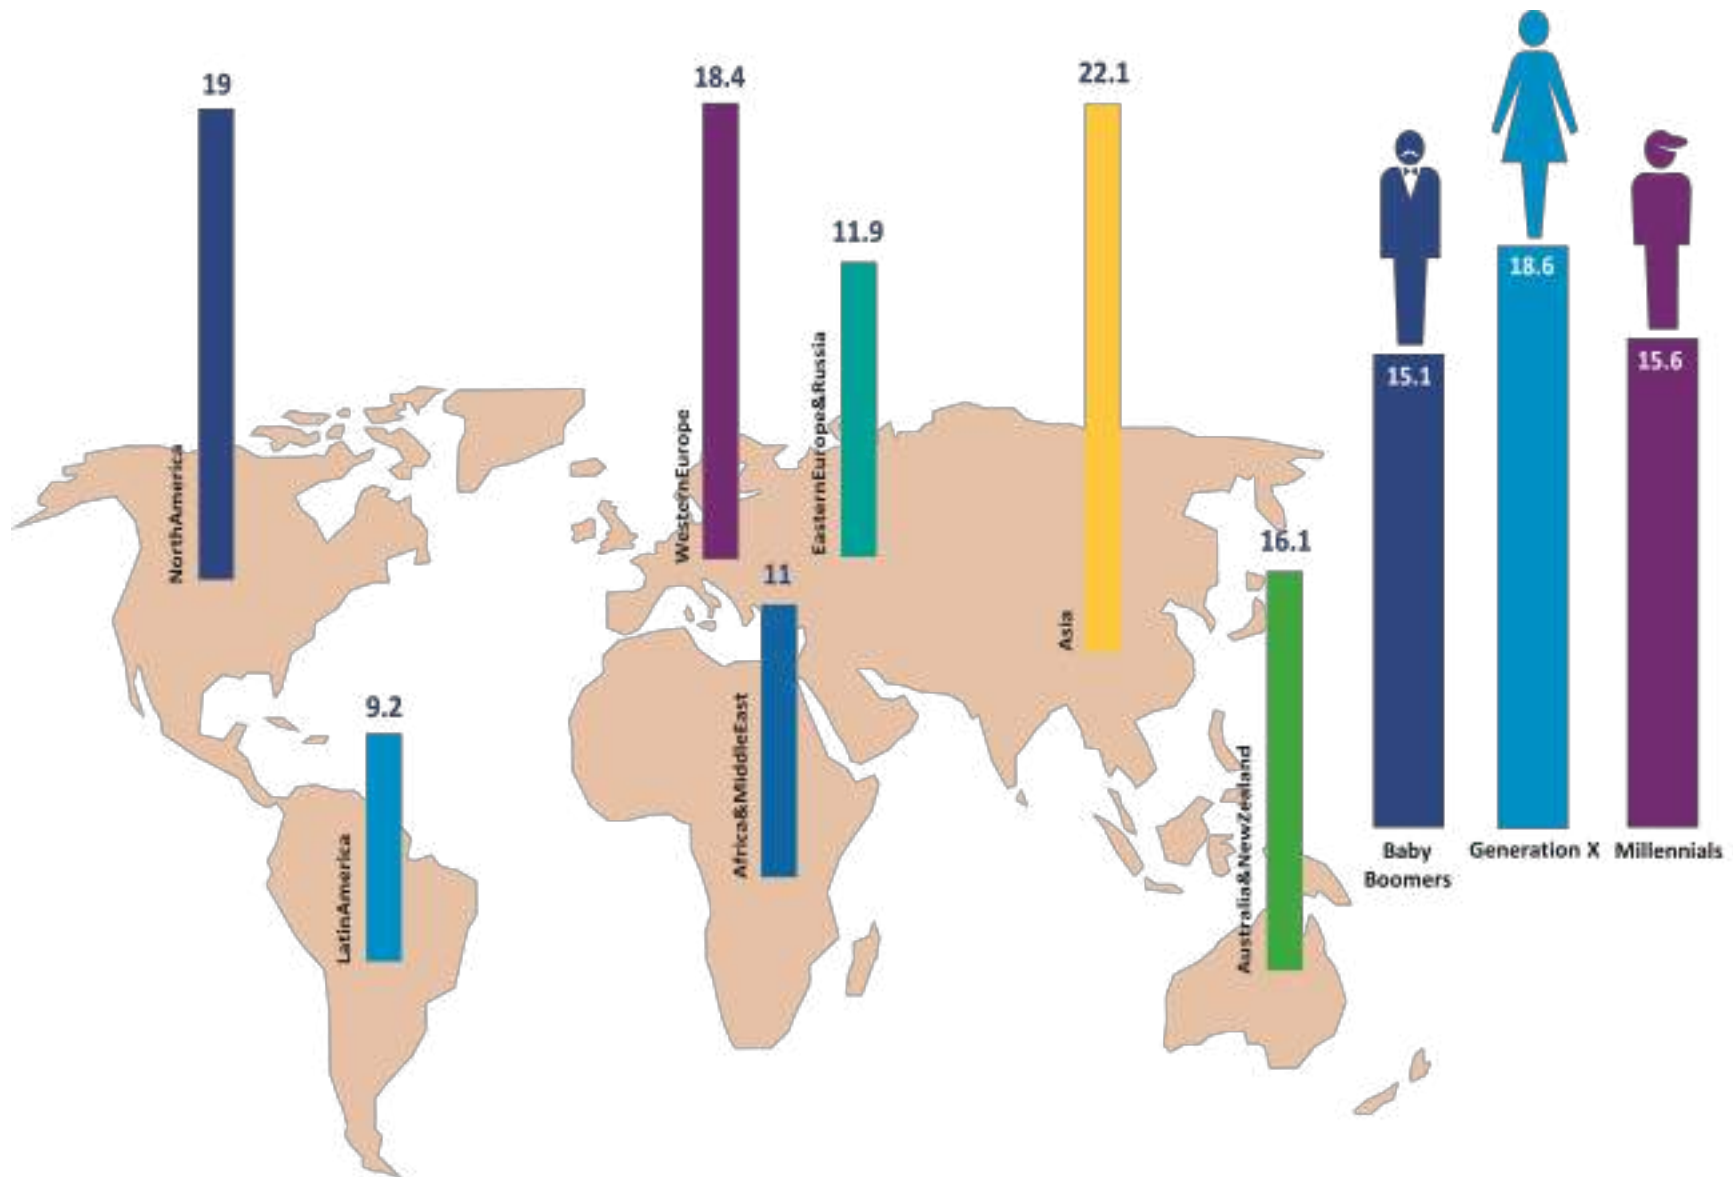 19
NorthAmerica
9.2
LatinAmerica
18.4
WesternEurope
11.9
EasternEurope&Russia
11
Africa&MiddleEast
22.1
Asia
16.1
Australia&NewZealand
15.1
Baby
Boomers
18.6
Generation X
15.6
Millennials